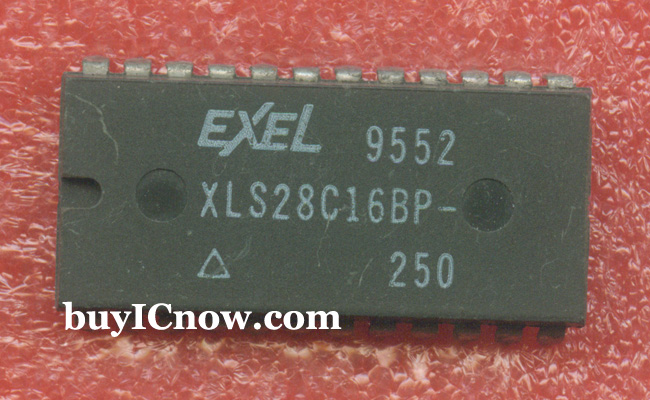 EXEL 9552
XLS28C16BP-
△ 250
buyICnow.com